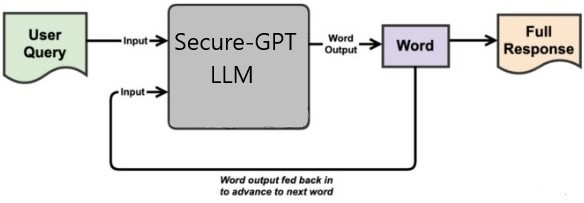 User
Query
Input
Secure-GPT
LLM
Word
Output
Word
Full
Response
Input
Word output fed back in
to advance to next word